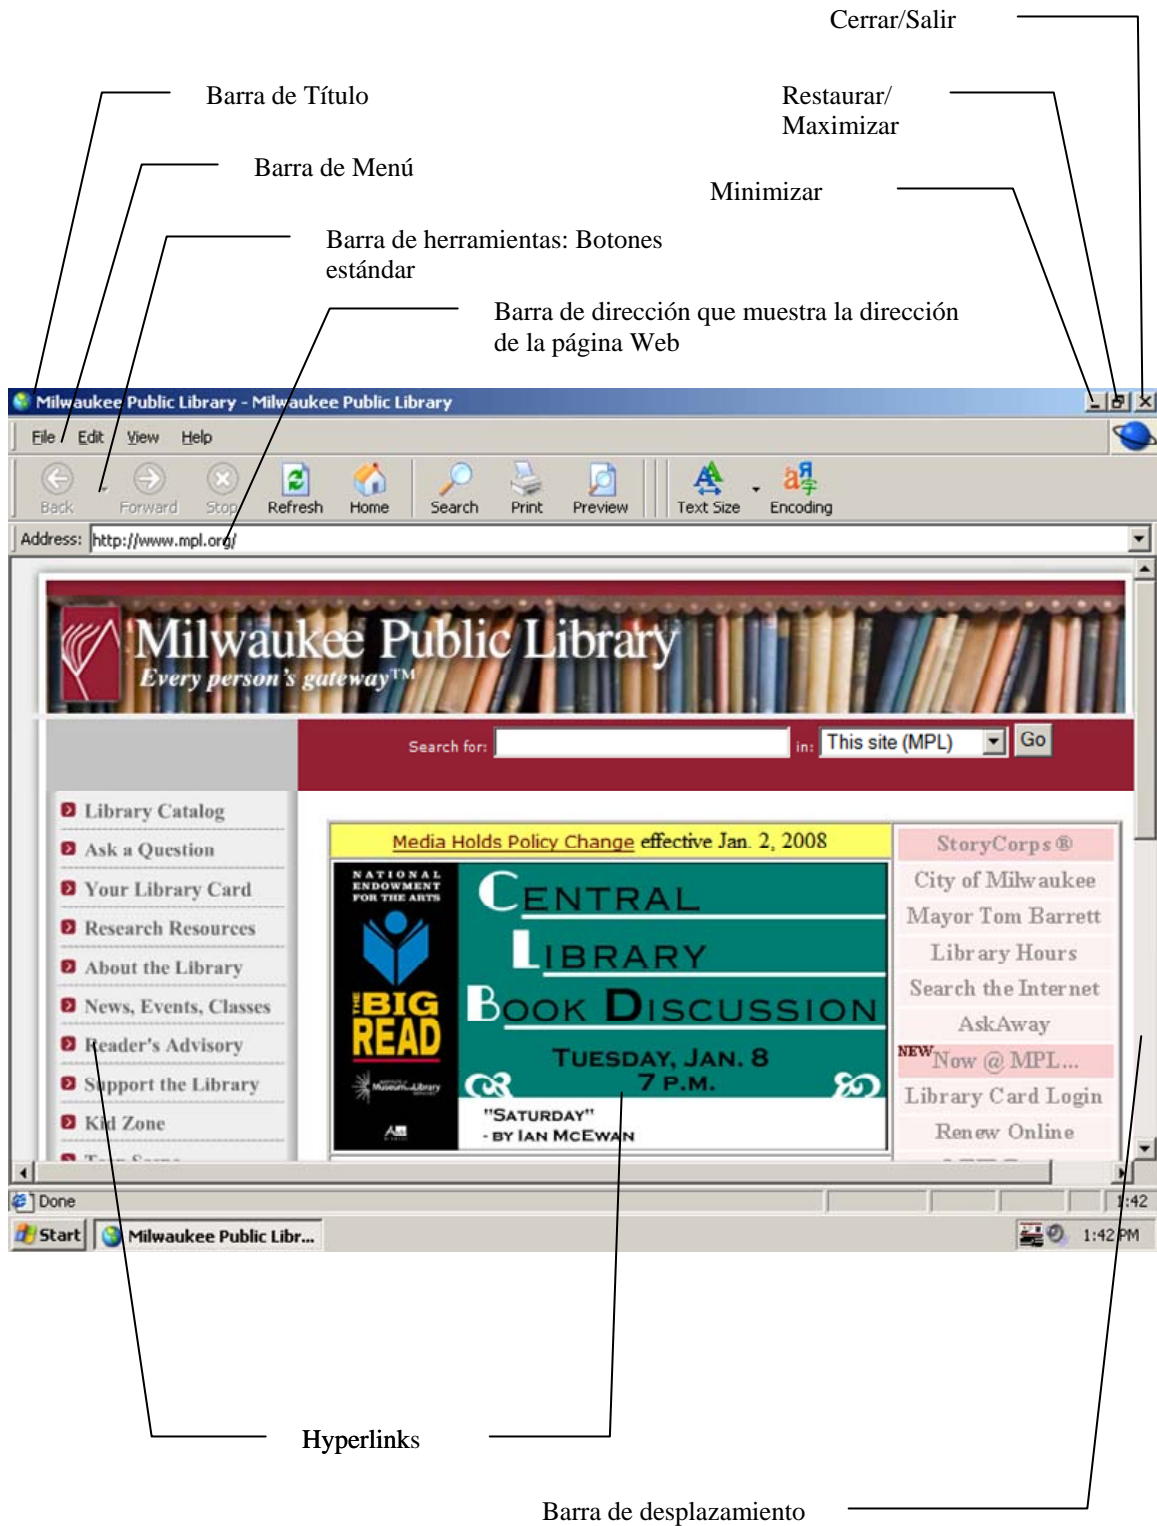 Cerrar/Salir
Barra de Título
Restaurar/
Maximizar
Barra de Menú
Minimizar
Barra de herramientas: Botones
estándar
Barra de dirección que muestra la dirección
de la página Web
Milwaukee Public Library - Milwaukee Public Library
File Edit View Help
Back Forward Stop Refresh Home Search Print Preview Text Size Encoding
Address: http://www.mpl.org/
Milwaukee Public Library
Every person's gateway™
Search for: in: This site (MPL) Go
Library Catalog
Ask a Question
Your Library Card
Research Resources
About the Library
News, Events, Classes
Reader's Advisory
Support the Library
Kid Zone
Media Holds Policy Change effective Jan. 2, 2008
NATIONAL
ENDOWMENT
FOR THE ARTS
THE
BIG
READ
Museum and Library
CENTRAL
LIBRARY
BOOK DISCUSSION
TUESDAY, JAN. 8
7 P.M.
"SATURDAY"
- BY IAN MCEWAN
StoryCorps ®
City of Milwaukee
Mayor Tom Barrett
Library Hours
Search the Internet
AskAway
NEW Now @ MPL...
Library Card Login
Renew Online
Done 1:42
Start Milwaukee Public Libr... 1:42 PM
Hyperlinks
Barra de desplazamiento